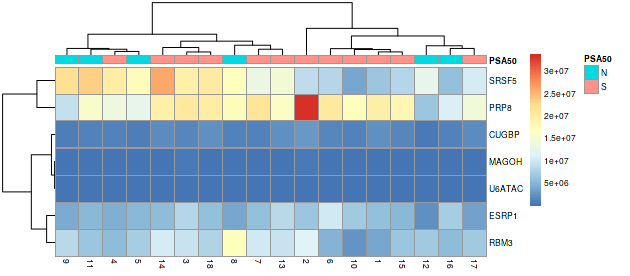 PSA50
PSA50
N
S
3e+07
2.5e+07
2e+07
1.5e+07
1e+07
5e+06
SRSF5
PRP8
CUGBP
MAGOH
U6ATAC
ESRP1
RBM3
9 11 4 5 14 3 18 8 7 13 2 6 10 1 15 12 16 17